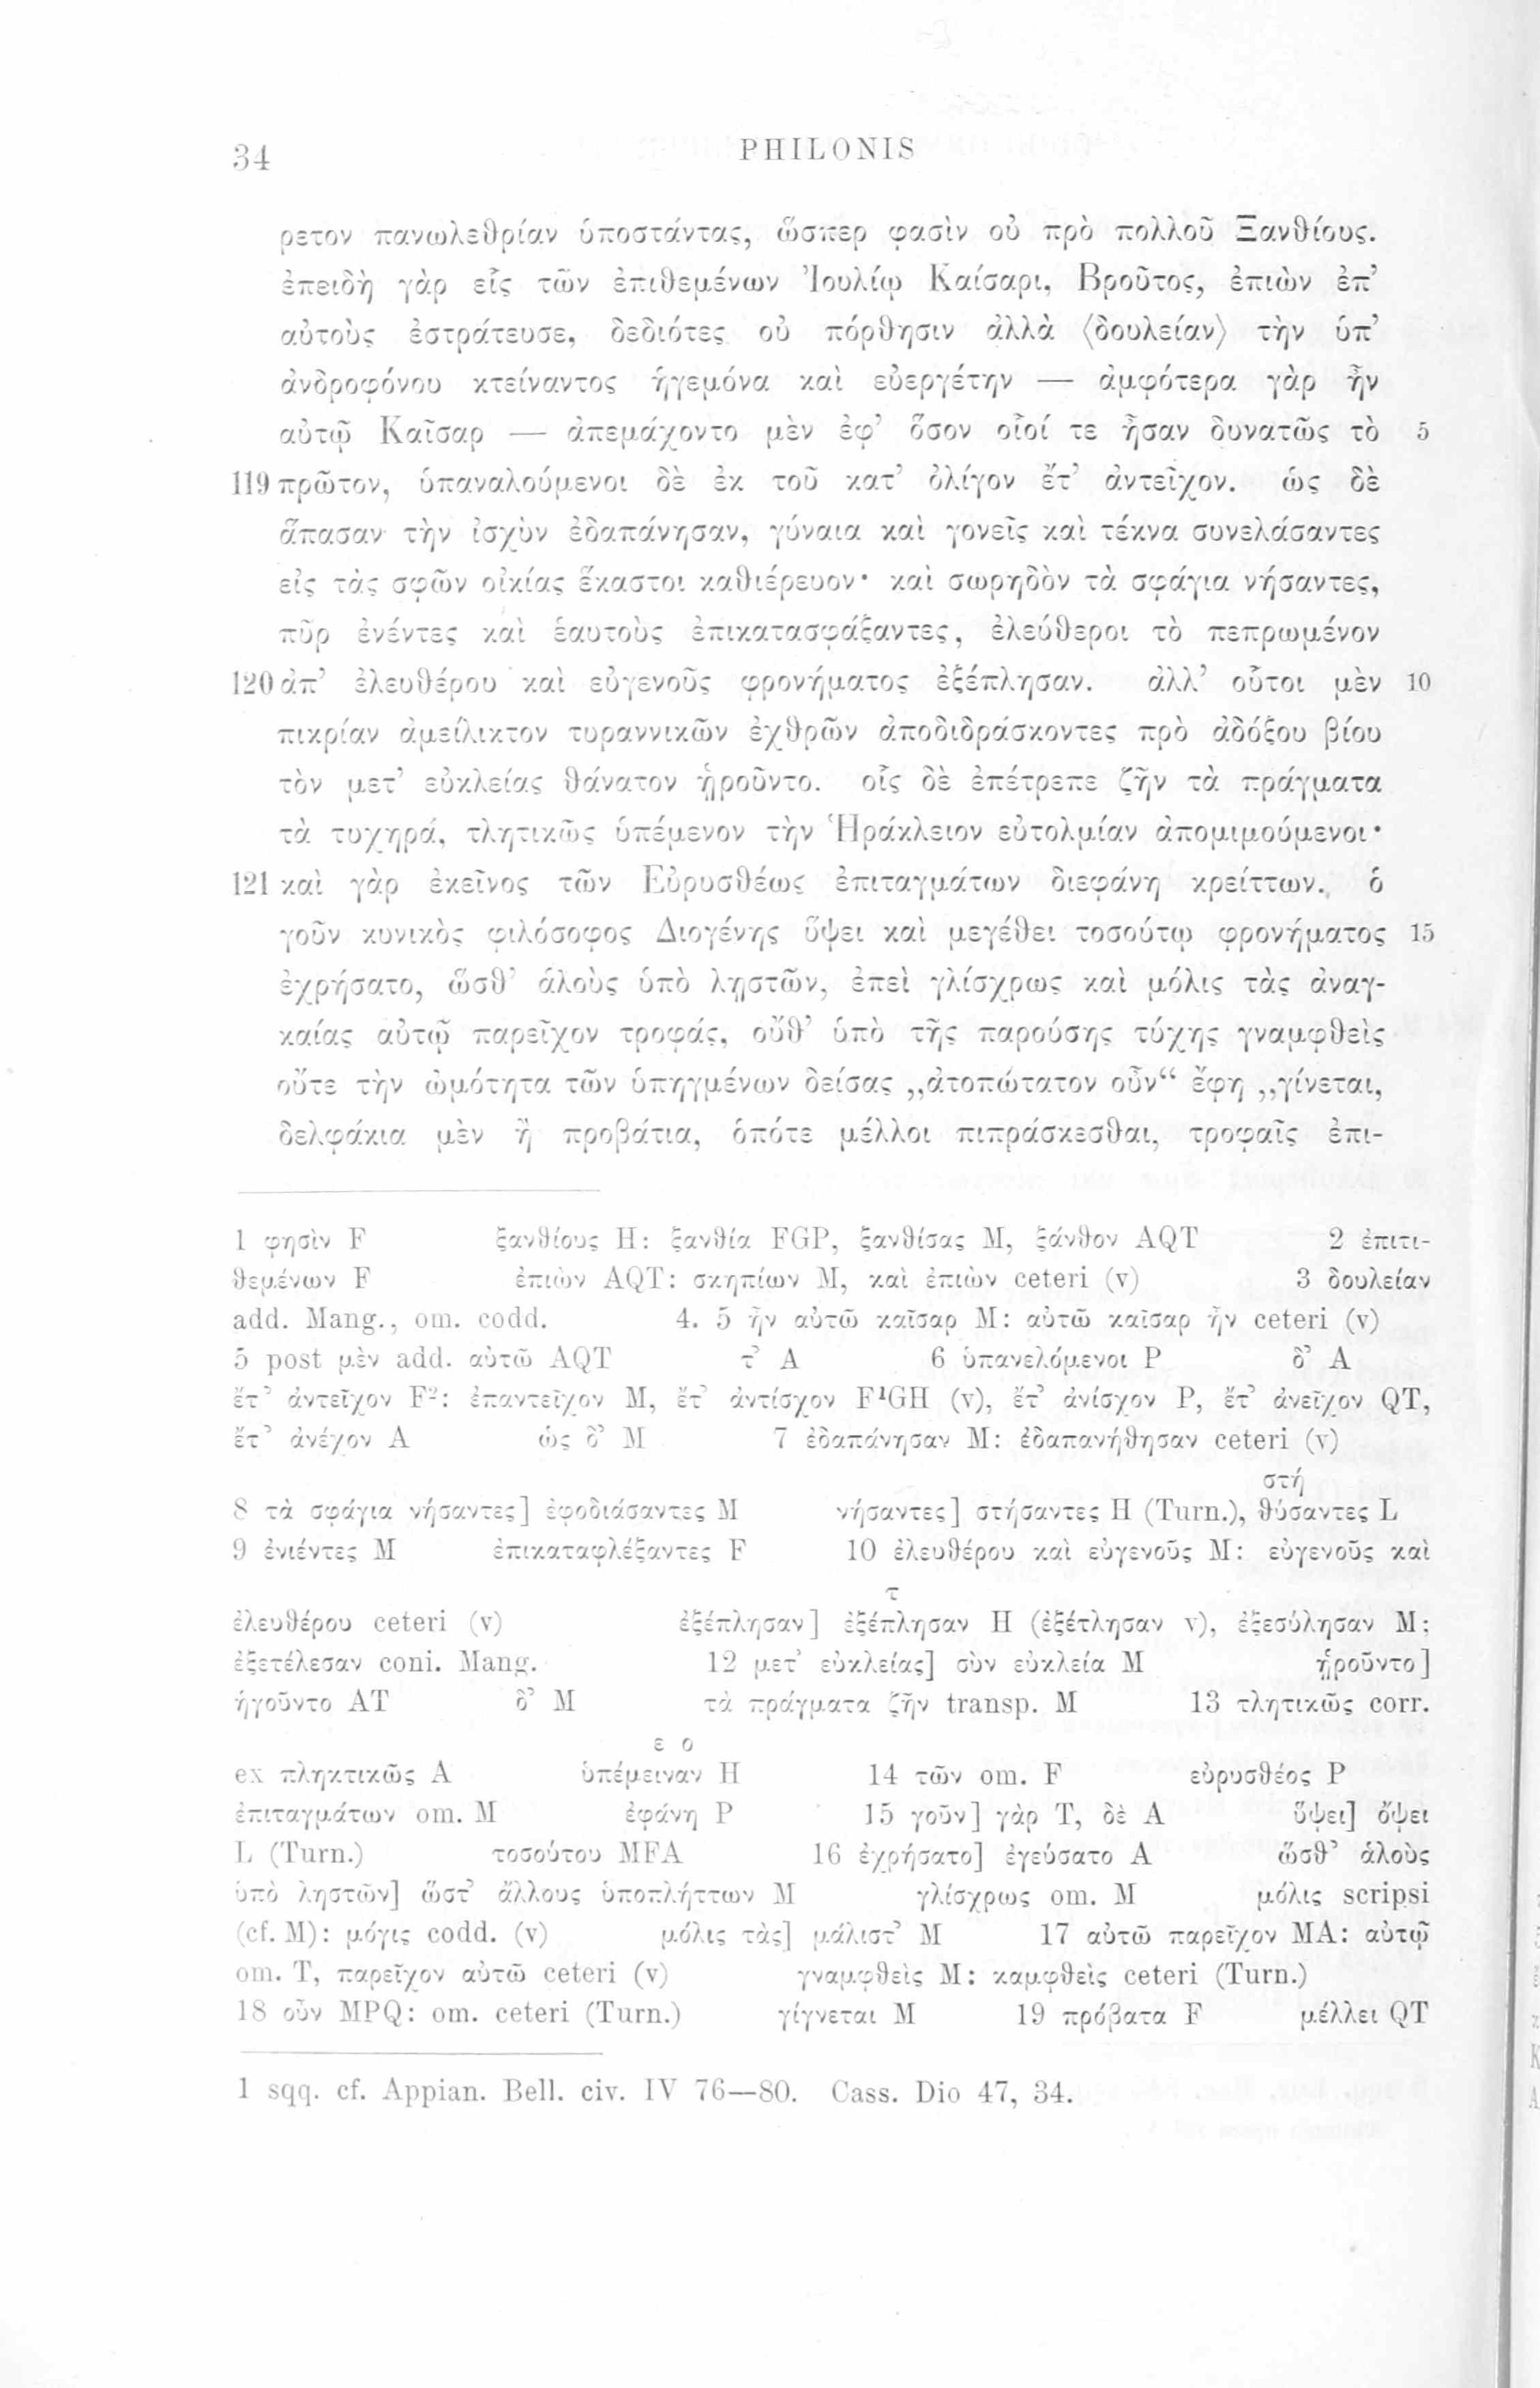 34
PHILONIS
ρετον πανωλεθρίαν ὑποστάντας, ὥσπερ φασὶν οὐ πρὸ πολλοῦ Ξανθίους.
ἐπειδὴ γὰρ εἷς τῶν ἐπιθεμένων Ἰουλίῳ Καίσαρι, Βροῦτος, ἐπιὼν ἐπ’
αὐτοὺς ἐστράτευσε, δεδιότες οὐ πόρθησιν ἀλλὰ ⟨δουλείαν⟩ τὴν ὑπ’
ἀνδροφόνου κτείναντος ἡγεμόνα καὶ εὐεργέτην — ἀμφότερα γὰρ ἦν
αὐτῷ Καῖσαρ — ἀπεμάχοντο μὲν ἐφ’ ὅσον οἷοί τε ἦσαν δυνατῶς τὸ 5
119 πρῶτον, ὑπαναλούμενοι δὲ ἐκ τοῦ κατ’ ὀλίγον ἔτ’ ἀντεῖχον. ὡς δὲ
ἅπασαν τὴν ἰσχὺν ἐδαπάνησαν, γύναια καὶ γονεῖς καὶ τέκνα συνελάσαντες
εἰς τὰς σφῶν οἰκίας ἕκαστοι καθιέρευον· καὶ σωρηδὸν τὰ σφάγια νήσαντες,
πῦρ ἐνέντες καὶ ἑαυτοὺς ἐπικατασφάξαντες, ἐλεύθεροι τὸ πεπρωμένον
120 ἀπ’ ἐλευθέρου καὶ εὐγενοῦς φρονήματος ἐξέπλησαν. ἀλλ’ οὗτοι μὲν 10
πικρίαν ἀμείλικτον τυραννικῶν ἐχθρῶν ἀποδιδράσκοντες πρὸ ἀδόξου βίου
τὸν μετ’ εὐκλείας θάνατον ᾑροῦντο. οἷς δὲ ἐπέτρεπε ζῆν τὰ πράγματα
τὰ τυχηρά, τλητικῶς ὑπέμενον τὴν Ἡράκλειον εὐτολμίαν ἀπομιμούμενοι·
121 καὶ γὰρ ἐκεῖνος τῶν Εὐρυσθέως ἐπιταγμάτων διεφάνη κρείττων. ὁ
γοῦν κυνικὸς φιλόσοφος Διογένης ὕψει καὶ μεγέθει τοσούτῳ φρονήματος 15
ἐχρήσατο, ὥσθ’ ἁλοὺς ὑπὸ λῃστῶν, ἐπεὶ γλίσχρως καὶ μόλις τὰς ἀναγ-
καίας αὐτῷ παρεῖχον τροφάς, οὔθ’ ὑπὸ τῆς παρούσης τύχης γναμφθεὶς
οὔτε τὴν ὠμότητα τῶν ὑπηγμένων δείσας „ἀτοπώτατον οὖν“ ἔφη „γίνεται,
δελφάκια μὲν ἢ προβάτια, ὁπότε μέλλοι πιπράσκεσθαι, τροφαῖς ἐπι-
1 φησὶν F ξανθίους H: ξανθία FGP, ξανθίσας M, ξάνθον AQT 2 ἐπιτι-
θεμένων F ἐπιὼν AQT: σκηπίων M, καὶ ἐπιὼν ceteri (v) 3 δουλείαν
add. Mang., om. codd. 4. 5 ἦν αὐτῶ καῖσαρ M: αὐτῶ καῖσαρ ἦν ceteri (v)
5 post μὲν add. αὐτῶ AQT τ’ A 6 ὑπανελόμενοι P δ’ A
ἔτ’ ἀντεῖχον F²: ἐπαντεῖχον M, ἔτ’ ἀντίσχον F¹GH (v), ἔτ’ ἀνίσχον P, ἔτ’ ἀνεῖχον QT,
ἔτ’ ἀνέχον A ὡς δ’ M 7 ἐδαπάνησαν M: ἐδαπανήθησαν ceteri (v)
στή
8 τὰ σφάγια νήσαντες] ἐφοδιάσαντες M νήσαντες] στήσαντες H (Turn.), θύσαντες L
9 ἐνιέντες M ἐπικαταφλέξαντες F 10 ἐλευθέρου καὶ εὐγενοῦς M: εὐγενοῦς καὶ
τ
ἐλευθέρου ceteri (v) ἐξέπλησαν] ἐξέπλησαν H (ἐξέτλησαν v), ἐξεσύλησαν M;
ἐξετέλεσαν coni. Mang. 12 μετ’ εὐκλείας] σὺν εὐκλεία M ᾑροῦντο]
ἡγοῦντο AT δ’ M τὰ πράγματα ζῆν transp. M 13 τλητικῶς corr.
ε ο
ex πληκτικῶς A ὑπέμειναν H 14 τῶν om. F εὐρυσθέος P
ἐπιταγμάτων om. M ἐφάνη P 15 γοῦν] γὰρ T, δὲ A ὕψει] ὄψει
L (Turn.) τοσούτου MFA 16 ἐχρήσατο] ἐγεύσατο A ὥσθ’ ἁλοὺς
ὑπὸ ληστῶν] ὥστ’ ἄλλους ὑποπλήττων M γλίσχρως om. M μόλις scripsi
(cf. M): μόγις codd. (v) μόλις τὰς] μάλιστ’ M 17 αὐτῶ παρεῖχον MA: αὐτῷ
om. T, παρεῖχον αὐτῶ ceteri (v) γναμφθεὶς M: καμφθεὶς ceteri (Turn.)
18 οὖν MPQ: om. ceteri (Turn.) γίγνεται M 19 πρόβατα F μέλλει QT
1 sqq. cf. Appian. Bell. civ. IV 76—80. Cass. Dio 47, 34.